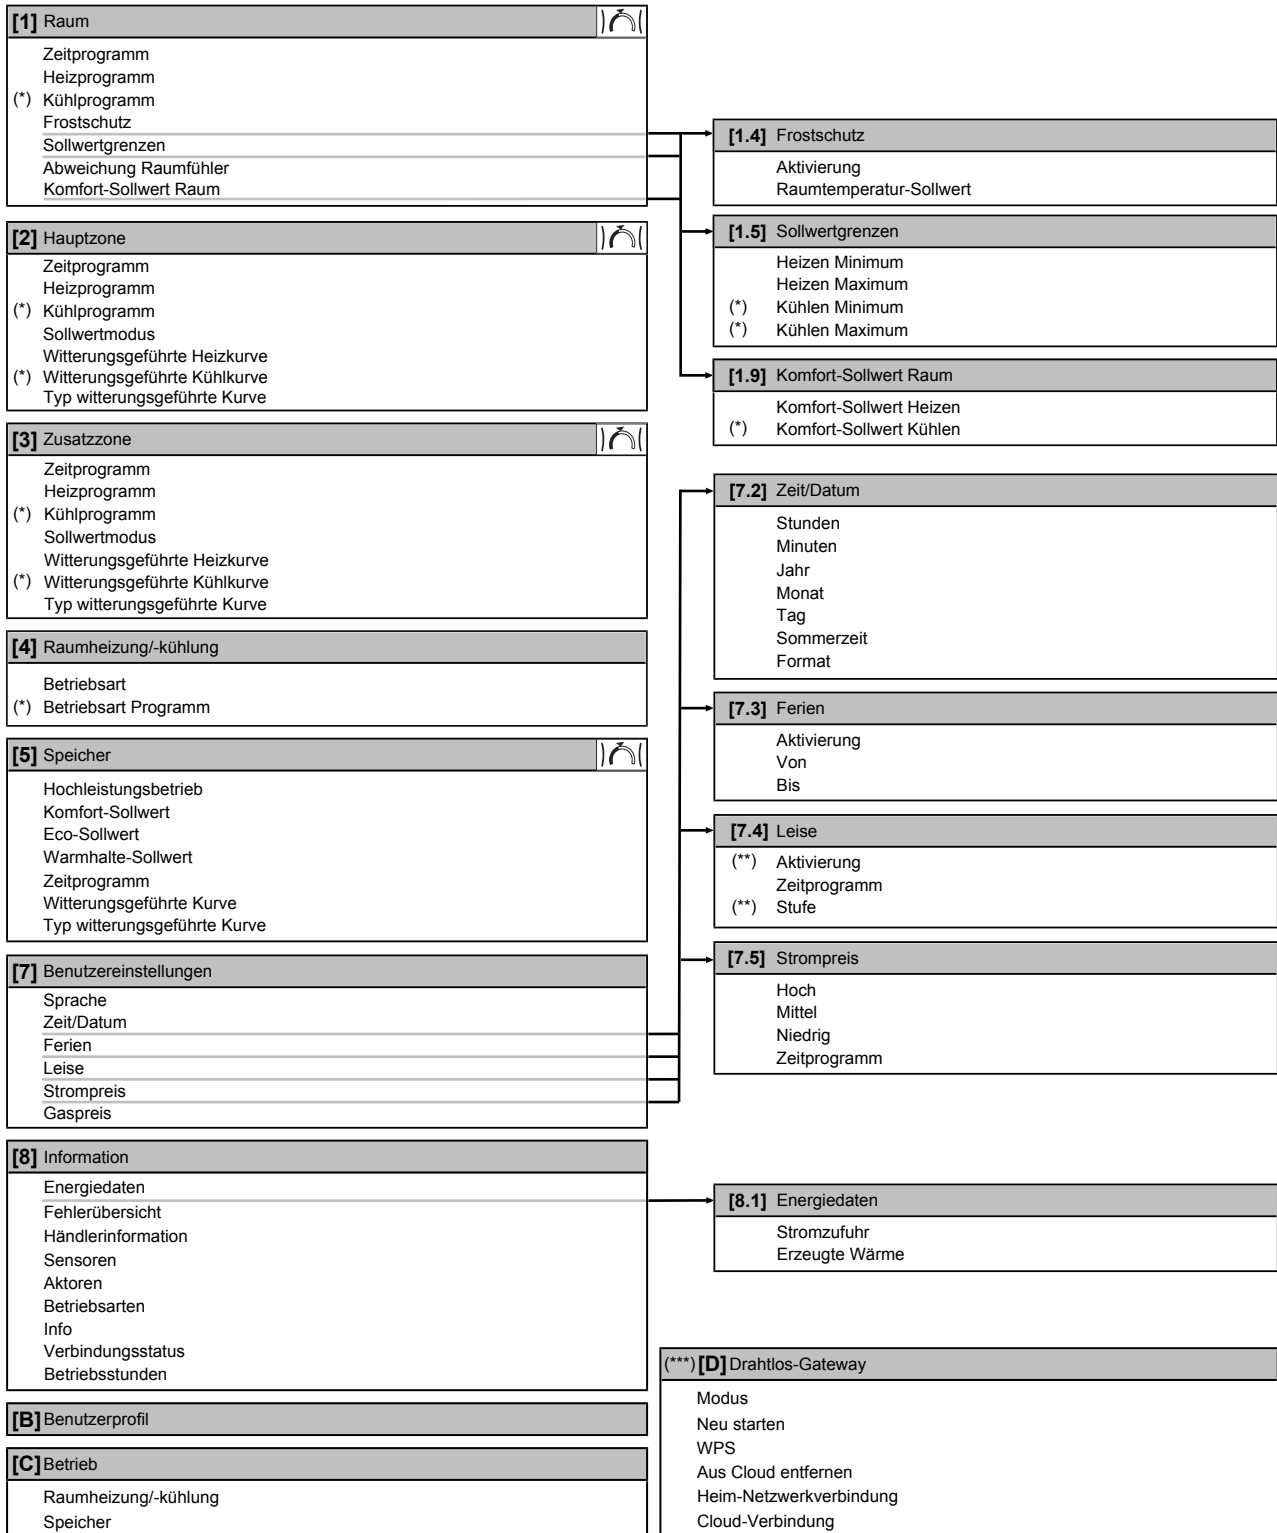 [1] Raum
Zeitprogramm
Heizprogramm
(*) Kühlprogramm
Frostschutz
Sollwertgrenzen
Abweichung Raumfühler
Komfort-Sollwert Raum
[2] Hauptzone
Zeitprogramm
Heizprogramm
(*) Kühlprogramm
Sollwertmodus
Witterungsgeführte Heizkurve
(*) Witterungsgeführte Kühlkurve
Typ witterungsgeführte Kurve
[3] Zusatzzone
Zeitprogramm
Heizprogramm
(*) Kühlprogramm
Sollwertmodus
Witterungsgeführte Heizkurve
(*) Witterungsgeführte Kühlkurve
Typ witterungsgeführte Kurve
[4] Raumheizung/-kühlung
Betriebsart
(*) Betriebsart Programm
[5] Speicher
Hochleistungsbetrieb
Komfort-Sollwert
Eco-Sollwert
Warmhalte-Sollwert
Zeitprogramm
Witterungsgeführte Kurve
Typ witterungsgeführte Kurve
[7] Benutzereinstellungen
Sprache
Zeit/Datum
Ferien
Leise
Strompreis
Gaspreis
[8] Information
Energiedaten
Fehlerübersicht
Händlerinformation
Sensoren
Aktoren
Betriebsarten
Info
Verbindungsstatus
Betriebsstunden
[B] Benutzerprofil
[C] Betrieb
Raumheizung/-kühlung
Speicher
[1.4] Frostschutz
Aktivierung
Raumtemperatur-Sollwert
[1.5] Sollwertgrenzen
Heizen Minimum
Heizen Maximum
(*) Kühlen Minimum
(*) Kühlen Maximum
[1.9] Komfort-Sollwert Raum
Komfort-Sollwert Heizen
(*) Komfort-Sollwert Kühlen
[7.2] Zeit/Datum
Stunden
Minuten
Jahr
Monat
Tag
Sommerzeit
Format
[7.3] Ferien
Aktivierung
Von
Bis
[7.4] Leise
(**) Aktivierung
Zeitprogramm
(**) Stufe
[7.5] Strompreis
Hoch
Mittel
Niedrig
Zeitprogramm
[8.1] Energiedaten
Stromzufuhr
Erzeugte Wärme
(***) [D] Drahtlos-Gateway
Modus
Neu starten
WPS
Aus Cloud entfernen
Heim-Netzwerkverbindung
Cloud-Verbindung